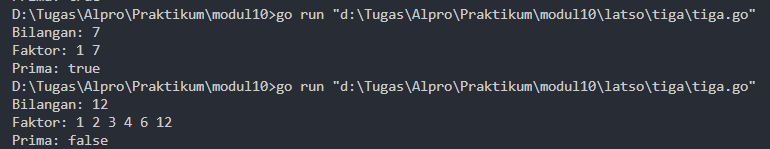 Prima: true
D:\Tugas\Alpro\Praktikum\modul10>go run "d:\Tugas\Alpro\Praktikum\modul10\latso\tiga\tiga.go"
Bilangan: 7
Faktor: 1 7
Prima: true
D:\Tugas\Alpro\Praktikum\modul10>go run "d:\Tugas\Alpro\Praktikum\modul10\latso\tiga\tiga.go"
Bilangan: 12
Faktor: 1 2 3 4 6 12
Prima: false